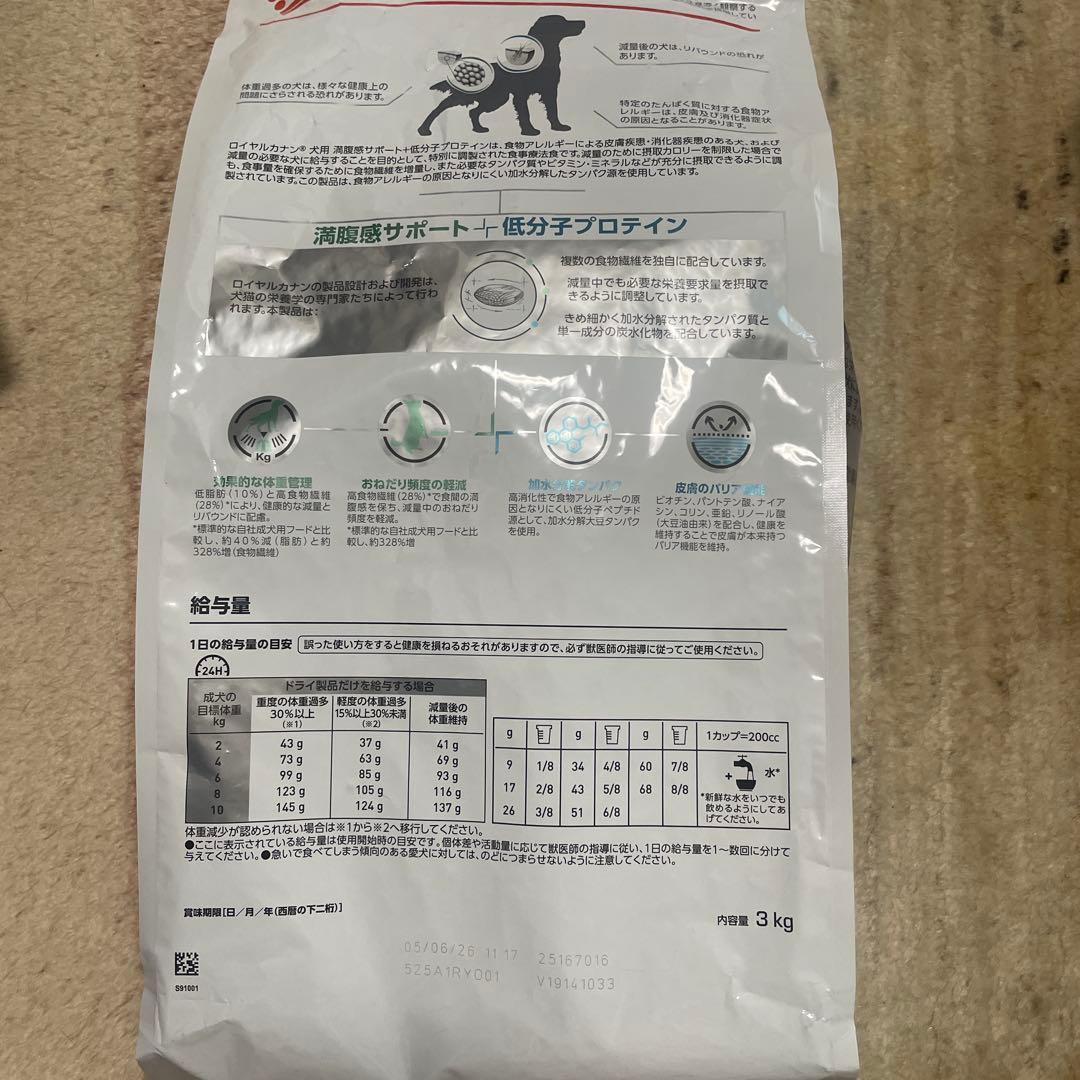 減量後の犬は、リバウンドの恐れが
あります。
体重過多の犬は、様々な健康上の
問題にさらされる恐れがあります。
特定のたんぱく質に対する食物ア
レルギーは、皮膚及び消化器症状
の原因となることがあります。
ロイヤルカナン® 犬用 満腹感サポート+低分子プロテインは、食物アレルギーによる皮膚疾患・消化器疾患のある犬、および
減量の必要な犬に給与することを目的として、特別に調製された食事療法食です。減量のために摂取カロリーを制限した場合で
も、食事量を確保するために食物繊維を増量し、また必要なタンパク質やビタミン・ミネラルなどが充分に摂取できるように調
製されています。この製品は、食物アレルギーの原因となりにくい加水分解したタンパク源を使用しています。
満腹感サポート+低分子プロテイン
ロイヤルカナンの製品設計および開発は、
犬猫の栄養学の専門家たちによって行わ
れます。本製品は:
複数の食物繊維を独自に配合しています。
減量中でも必要な栄養要求量を摂取で
きるように調整しています。
きめ細かく加水分解されたタンパク質と
単一成分の炭水化物を配合しています。
Kg
効果的な体重管理
低脂肪(10%)と高食物繊維
(28%)*により、健康的な減量と
リバウンドに配慮。
*標準的な自社成犬用フードと比
較し、約40%減(脂肪)と約
328%増(食物繊維)
おねだり頻度の軽減
高食物繊維(28%)*で食間の満
腹感を保ち、減量中のおねだり
頻度を軽減。
*標準的な自社成犬用フードと比
較し、約328%増
加水分解タンパク
高消化性で食物アレルギーの原
因となりにくい低分子ペプチド
源として、加水分解大豆タンパク
を使用。
皮膚のバリア機能
ビオチン、パントテン酸、ナイア
シン、コリン、亜鉛、リノール酸
(大豆油由来)を配合し、健康を
維持することで皮膚が本来持つ
バリア機能を維持。
給与量
1日の給与量の目安 誤った使い方をすると健康を損ねるおそれがありますので、必ず獣医師の指導に従ってご使用ください。
24H
成犬の
目標体重
kg
ドライ製品だけを給与する場合
重度の体重過多
30%以上
(※1)
軽度の体重過多
15%以上30%未満
(※2)
減量後の
体重維持
2 43 g 37 g 41 g
4 73 g 63 g 69 g
6 99 g 85 g 93 g
8 123 g 105 g 116 g
10 145 g 124 g 137 g
g g g 1カップ=200cc
9 1/8 34 4/8 60 7/8
17 2/8 43 5/8 68 8/8
26 3/8 51 6/8
+ 水*
*新鮮な水をいつでも
飲めるようにしてあ
げてください。
体重減少が認められない場合は※1から※2へ移行してください。
●ここに表示されている給与量は使用開始時の目安です。個体差や活動量に応じて獣医師の指導に従い、1日の給与量を1〜数回に分けて
与えてください。●急いで食べてしまう傾向のある愛犬に対しては、のどにつまらせないように注意してください。
賞味期限[日/月/年(西暦の下二桁)]
内容量 3 kg
05/06/26 11 17 25167016
525A1RYO01 V19141033
S91001